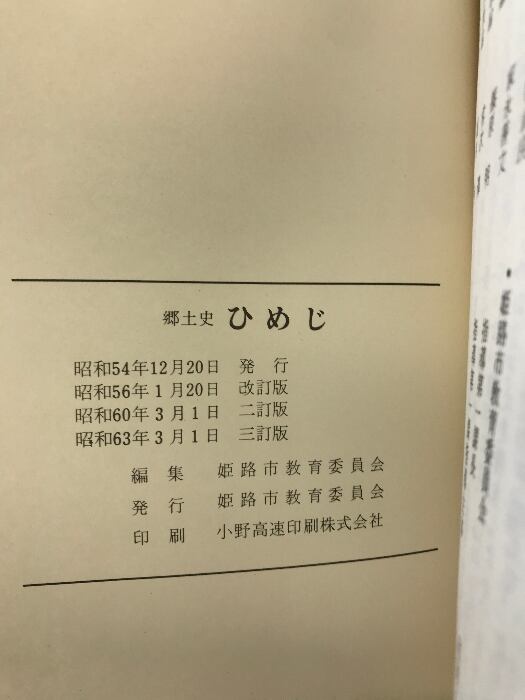 郷土史 ひめじ
昭和54年12月20日 発行
昭和56年1月20日 改訂版
昭和60年3月1日 二訂版
昭和63年3月1日 三訂版
編集 姫路市教育委員会
発行 姫路市教育委員会
印刷 小野高速印刷株式会社